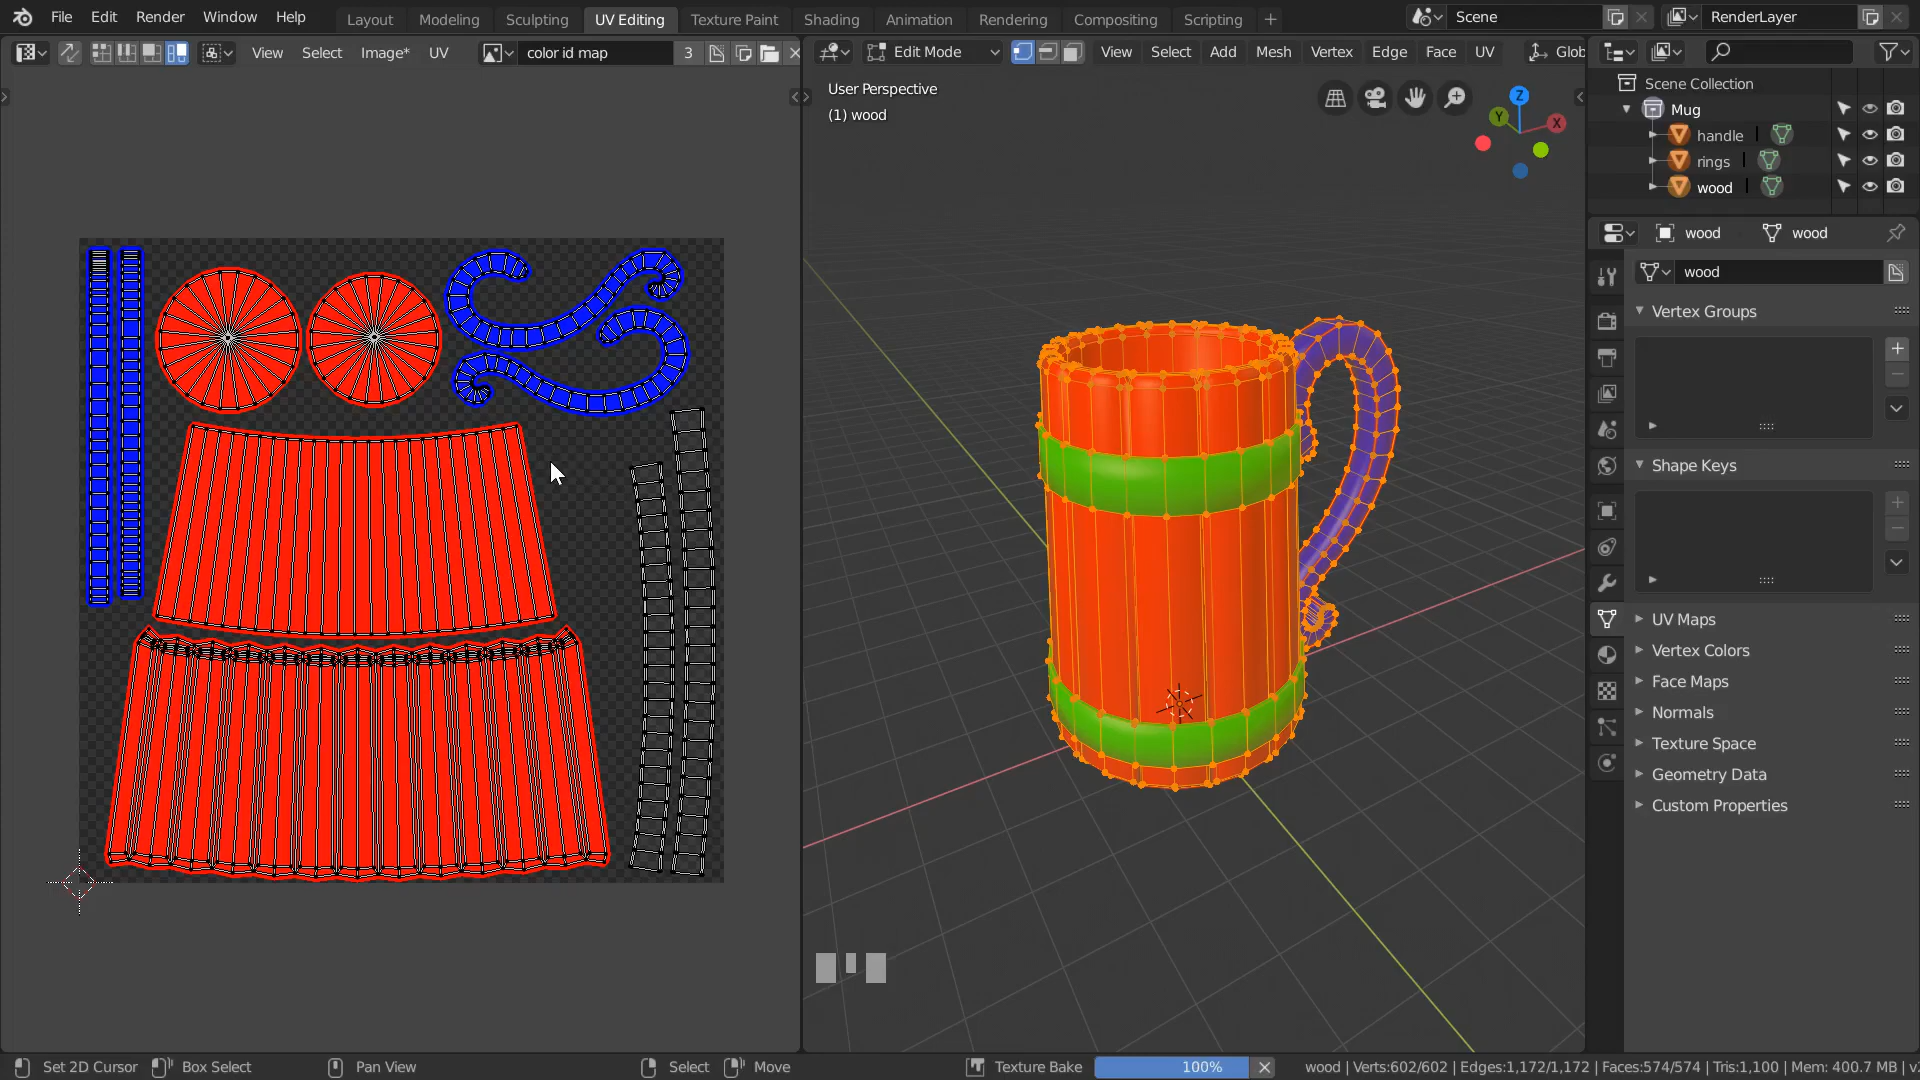 File Edit Render Window Help
Layout Modeling Sculpting UV Editing Texture Paint Shading Animation Rendering Compositing Scripting +
Scene
RenderLayer
View Select Image* UV
color id map 3
Edit Mode
View Select Add Mesh Vertex Edge Face UV
Glob
User Perspective
(1) wood
Z
Y
X
Scene Collection
Mug
handle
rings
wood
wood wood
wood
Vertex Groups
Shape Keys
UV Maps
Vertex Colors
Face Maps
Normals
Texture Space
Geometry Data
Custom Properties
Set 2D Cursor Box Select Pan View Select Move
Texture Bake 100%
wood | Verts:602/602 | Edges:1,172/1,172 | Faces:574/574 | Tris:1,100 | Mem: 400.7 MB | v